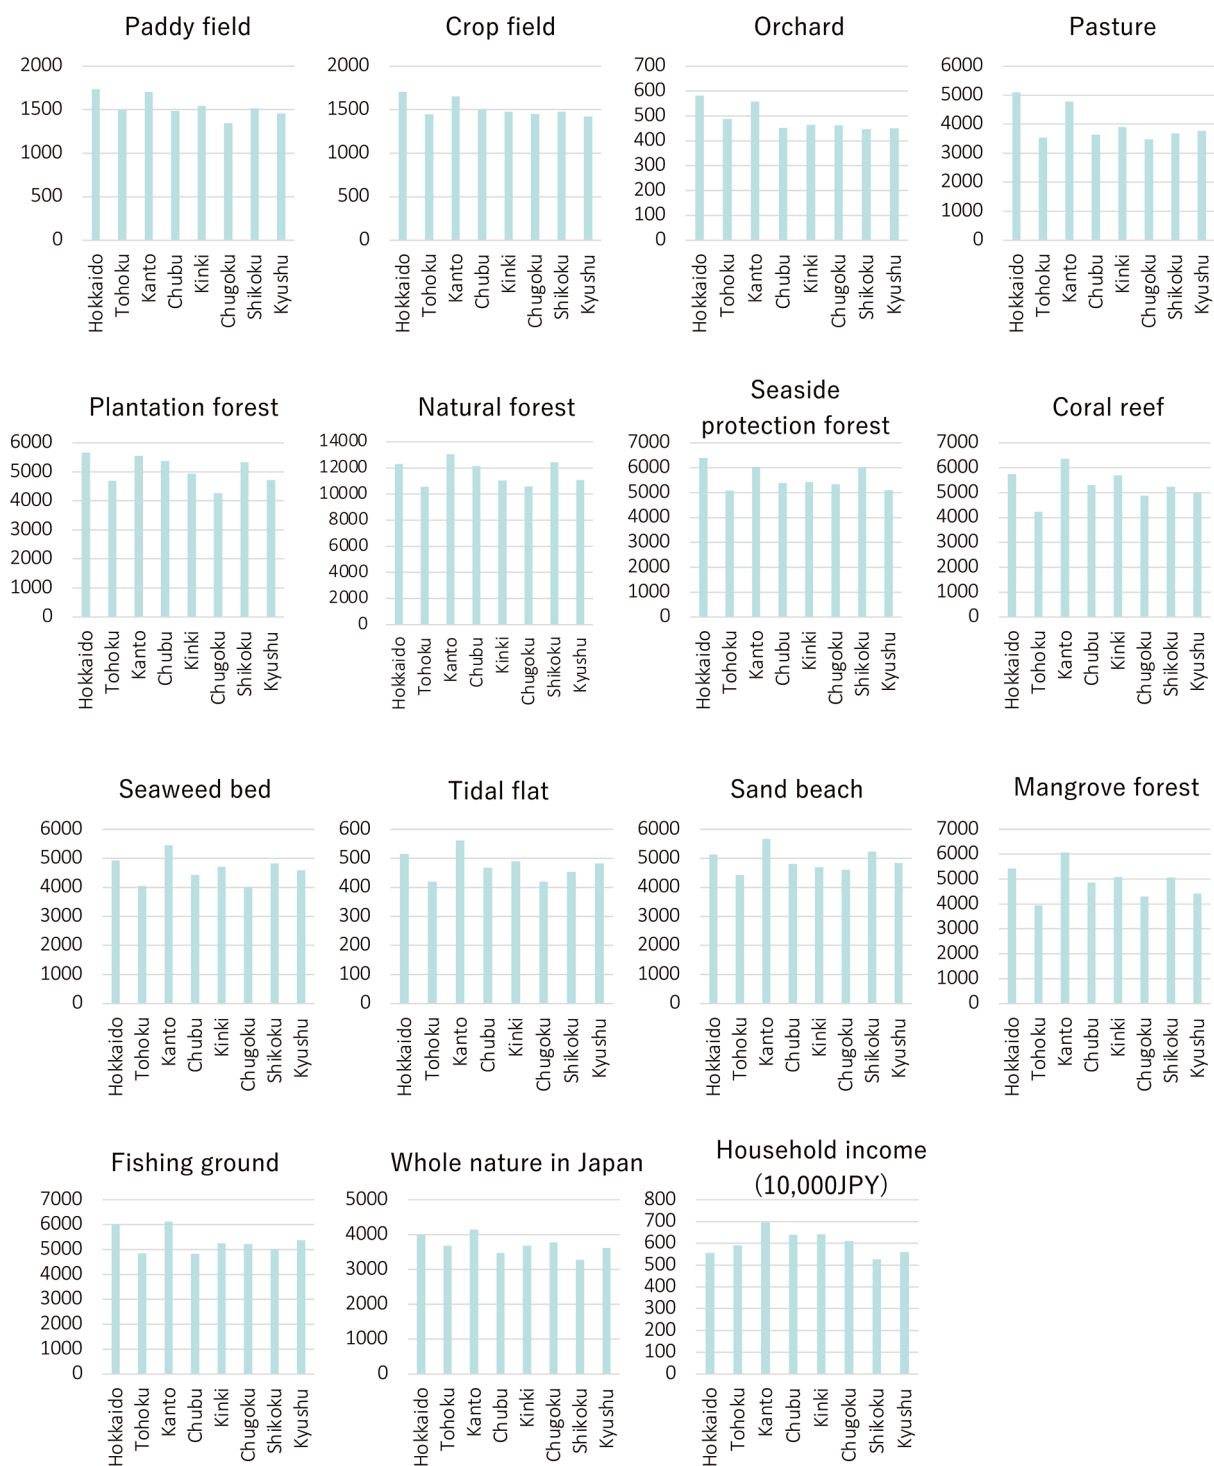 Paddy field
2000
1500
1000
500
0
Hokkaido
Tohoku
Kanto
Chubu
Kinki
Chugoku
Shikoku
Kyushu
Crop field
2000
1500
1000
500
0
Hokkaido
Tohoku
Kanto
Chubu
Kinki
Chugoku
Shikoku
Kyushu
Orchard
700
600
500
400
300
200
100
0
Hokkaido
Tohoku
Kanto
Chubu
Kinki
Chugoku
Shikoku
Kyushu
Pasture
6000
5000
4000
3000
2000
1000
0
Hokkaido
Tohoku
Kanto
Chubu
Kinki
Chugoku
Shikoku
Kyushu
Plantation forest
6000
5000
4000
3000
2000
1000
0
Hokkaido
Tohoku
Kanto
Chubu
Kinki
Chugoku
Shikoku
Kyushu
Natural forest
14000
12000
10000
8000
6000
4000
2000
0
Hokkaido
Tohoku
Kanto
Chubu
Kinki
Chugoku
Shikoku
Kyushu
Seaside
protection forest
7000
6000
5000
4000
3000
2000
1000
0
Hokkaido
Tohoku
Kanto
Chubu
Kinki
Chugoku
Shikoku
Kyushu
Coral reef
7000
6000
5000
4000
3000
2000
1000
0
Hokkaido
Tohoku
Kanto
Chubu
Kinki
Chugoku
Shikoku
Kyushu
Seaweed bed
6000
5000
4000
3000
2000
1000
0
Hokkaido
Tohoku
Kanto
Chubu
Kinki
Chugoku
Shikoku
Kyushu
Tidal flat
600
500
400
300
200
100
0
Hokkaido
Tohoku
Kanto
Chubu
Kinki
Chugoku
Shikoku
Kyushu
Sand beach
6000
5000
4000
3000
2000
1000
0
Hokkaido
Tohoku
Kanto
Chubu
Kinki
Chugoku
Shikoku
Kyushu
Mangrove forest
7000
6000
5000
4000
3000
2000
1000
0
Hokkaido
Tohoku
Kanto
Chubu
Kinki
Chugoku
Shikoku
Kyushu
Fishing ground
7000
6000
5000
4000
3000
2000
1000
0
Hokkaido
Tohoku
Kanto
Chubu
Kinki
Chugoku
Shikoku
Kyushu
Whole nature in Japan
5000
4000
3000
2000
1000
0
Hokkaido
Tohoku
Kanto
Chubu
Kinki
Chugoku
Shikoku
Kyushu
Household income
(10,000JPY)
800
700
600
500
400
300
200
100
0
Hokkaido
Tohoku
Kanto
Chubu
Kinki
Chugoku
Shikoku
Kyushu